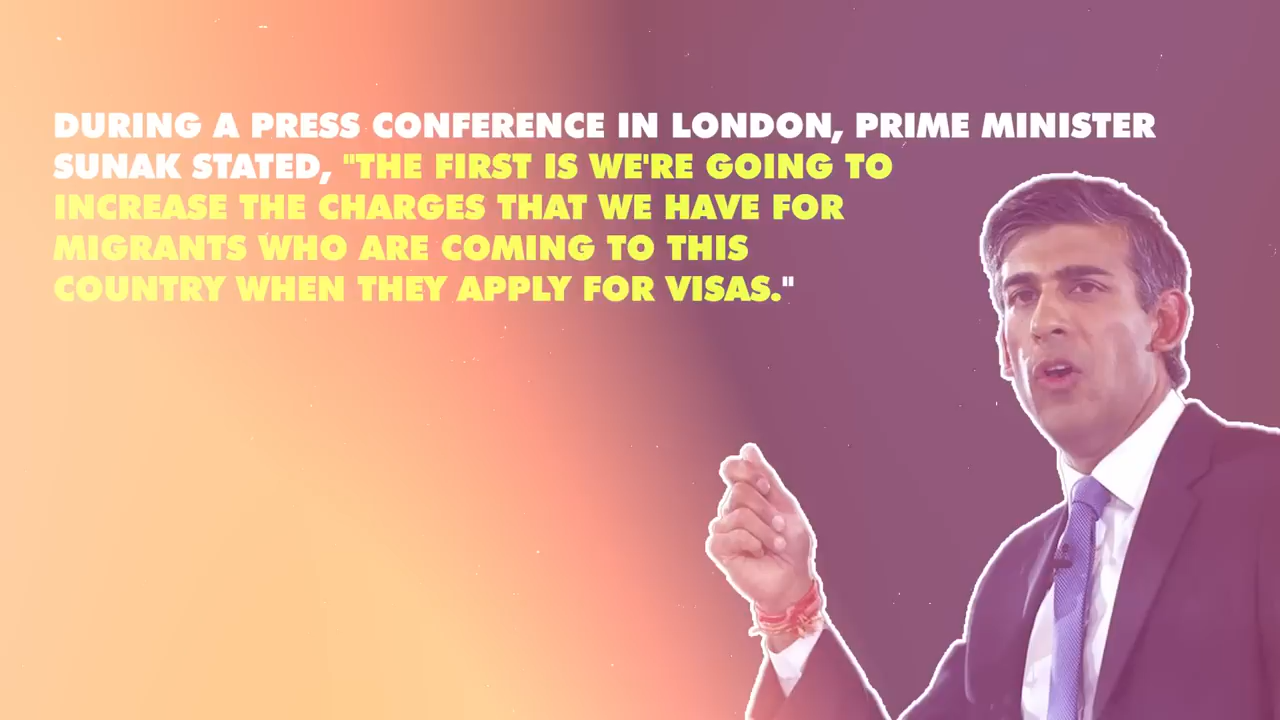 DURING A PRESS CONFERENCE IN LONDON, PRIME MINISTER
SUNAK STATED, "THE FIRST IS WE'RE GOING TO
INCREASE THE CHARGES THAT WE HAVE FOR
MIGRANTS WHO ARE COMING TO THIS
COUNTRY WHEN THEY APPLY FOR VISAS."